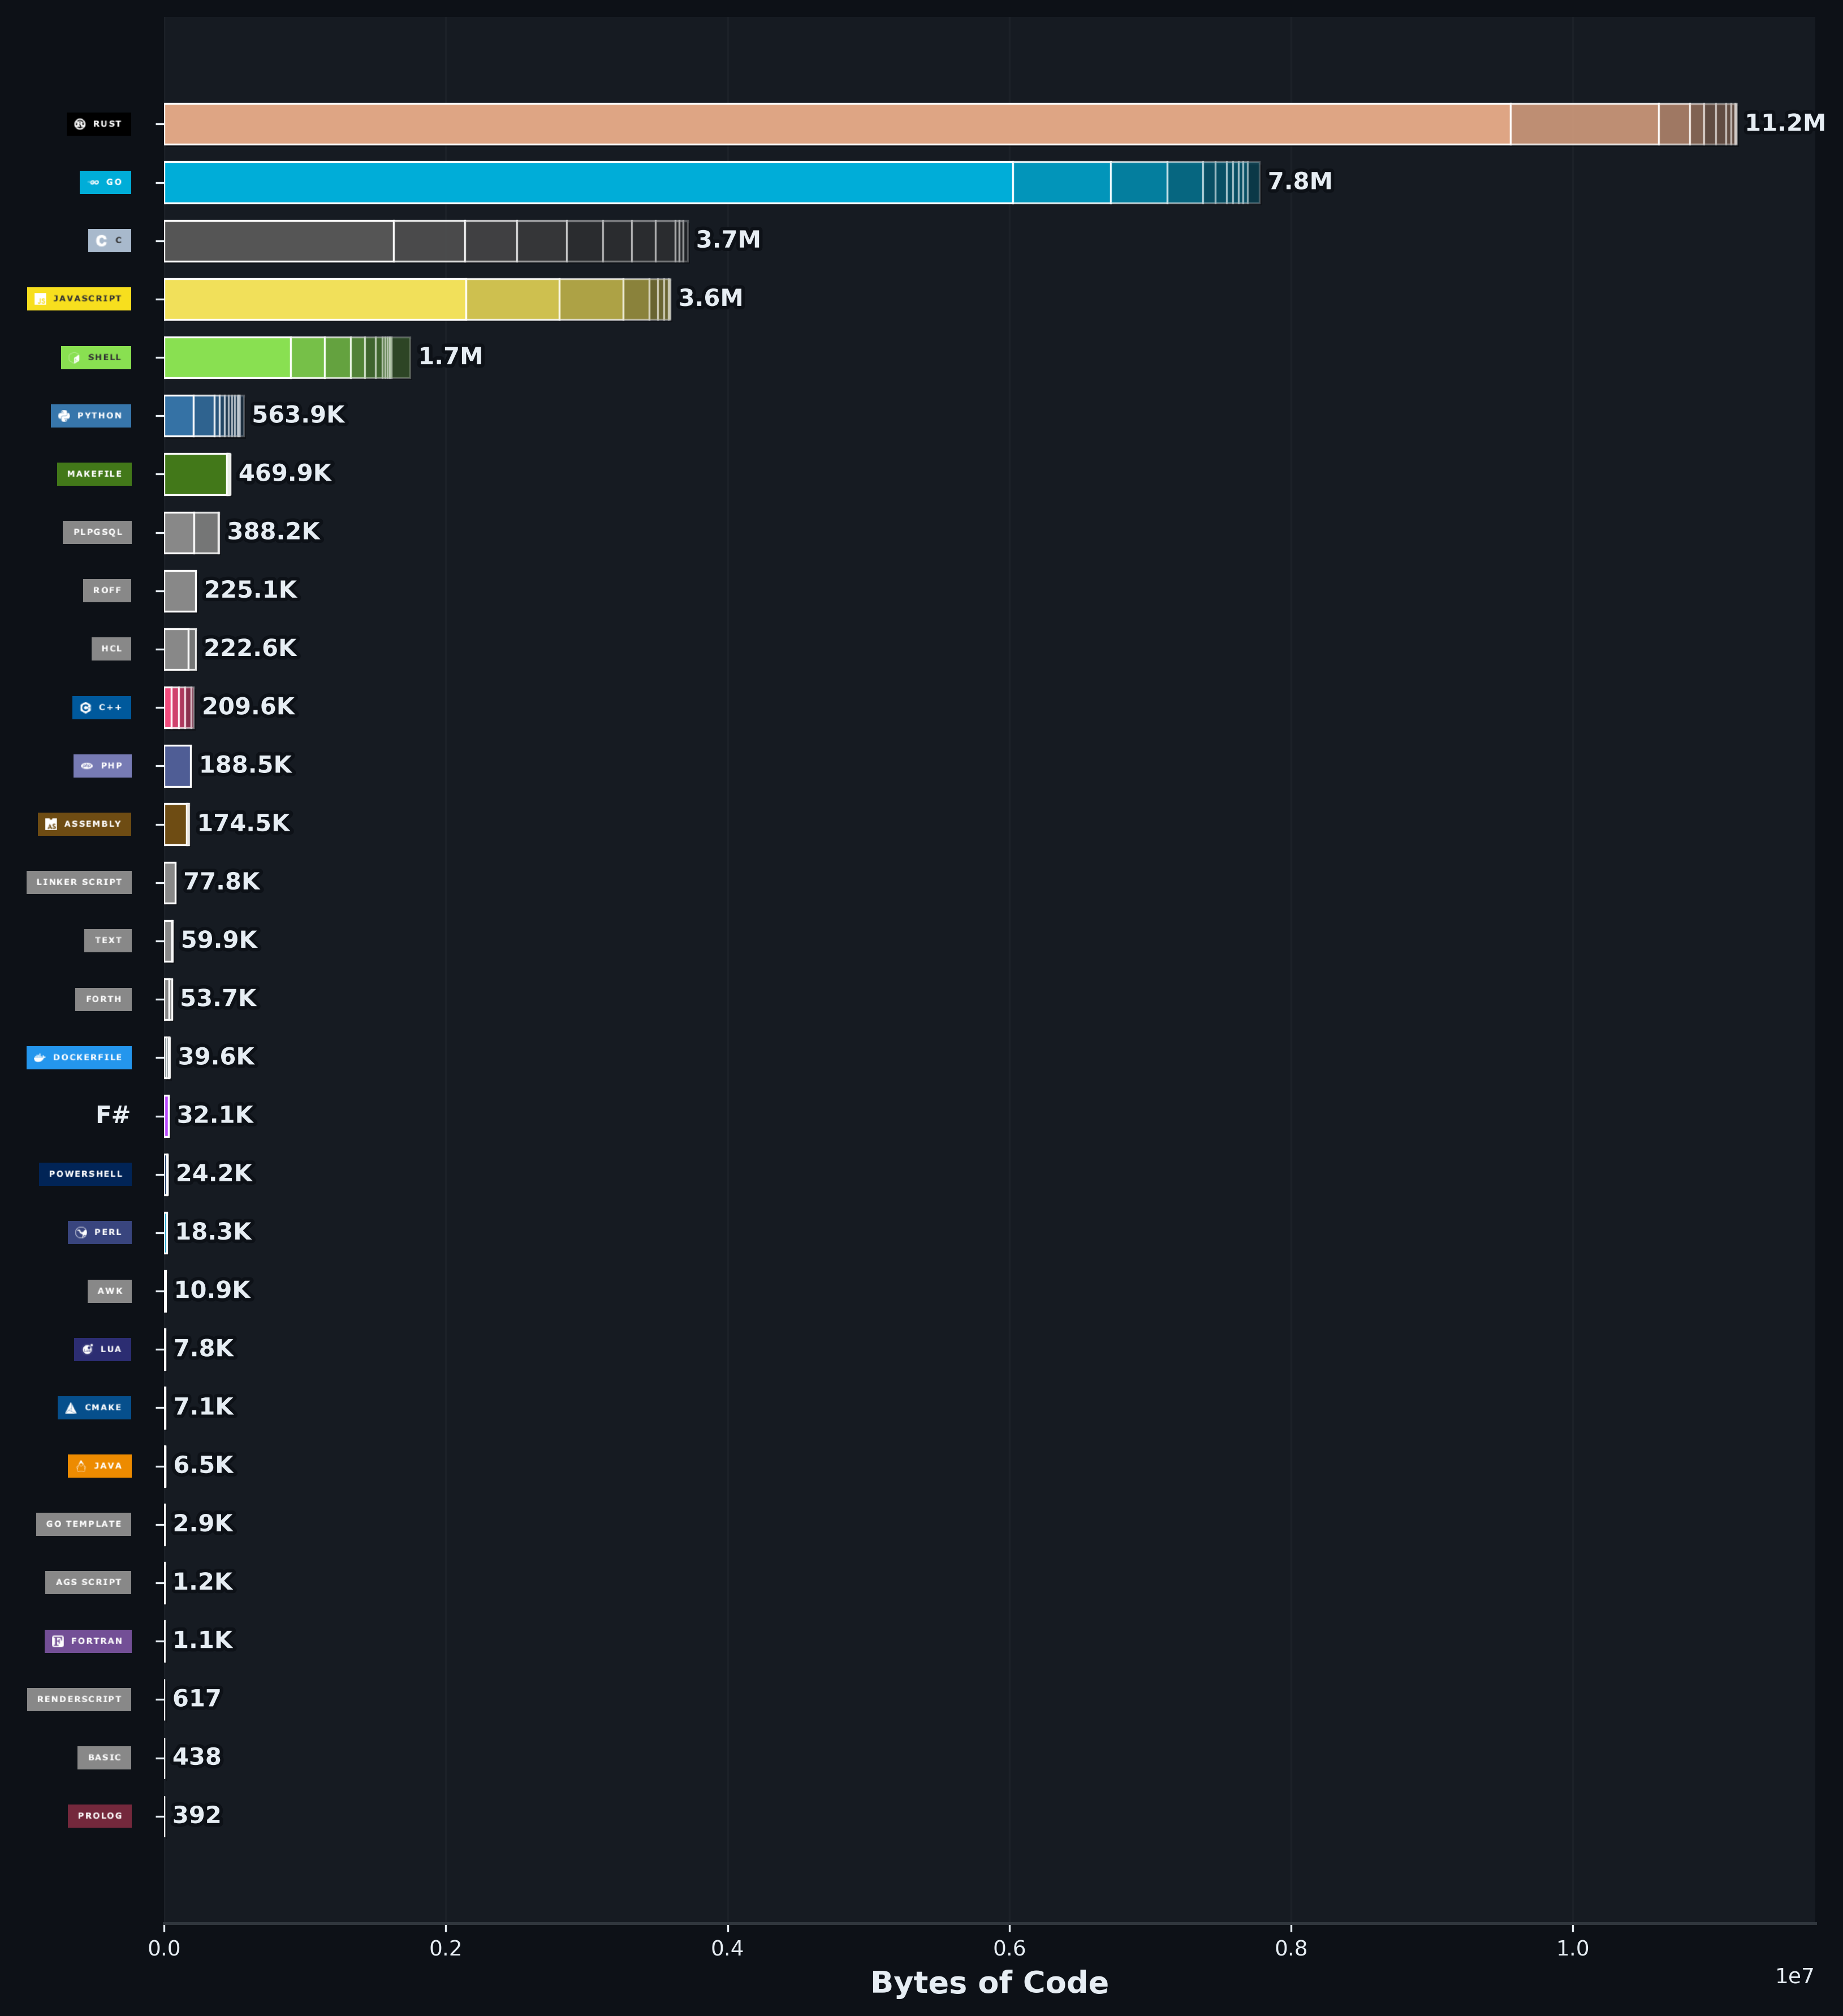 RUST 11.2M
GO 7.8M
C C 3.7M
JAVASCRIPT 3.6M
SHELL 1.7M
PYTHON 563.9K
MAKEFILE 469.9K
PLPGSQL 388.2K
ROFF 225.1K
HCL 222.6K
C++ 209.6K
PHP 188.5K
ASSEMBLY 174.5K
LINKER SCRIPT 77.8K
TEXT 59.9K
FORTH 53.7K
DOCKERFILE 39.6K
F# 32.1K
POWERSHELL 24.2K
PERL 18.3K
AWK 10.9K
LUA 7.8K
CMAKE 7.1K
JAVA 6.5K
GO TEMPLATE 2.9K
AGS SCRIPT 1.2K
F FORTRAN 1.1K
RENDERSCRIPT 617
BASIC 438
PROLOG 392
0.0 0.2 0.4 0.6 0.8 1.0
1e7
Bytes of Code